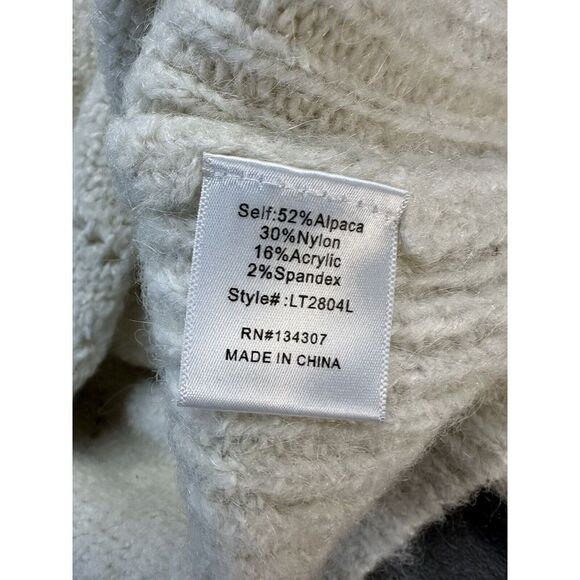 Self:52%Alpaca
30%Nylon
16%Acrylic
2%Spandex
Style#:LT2804L
RN#134307
MADE IN CHINA